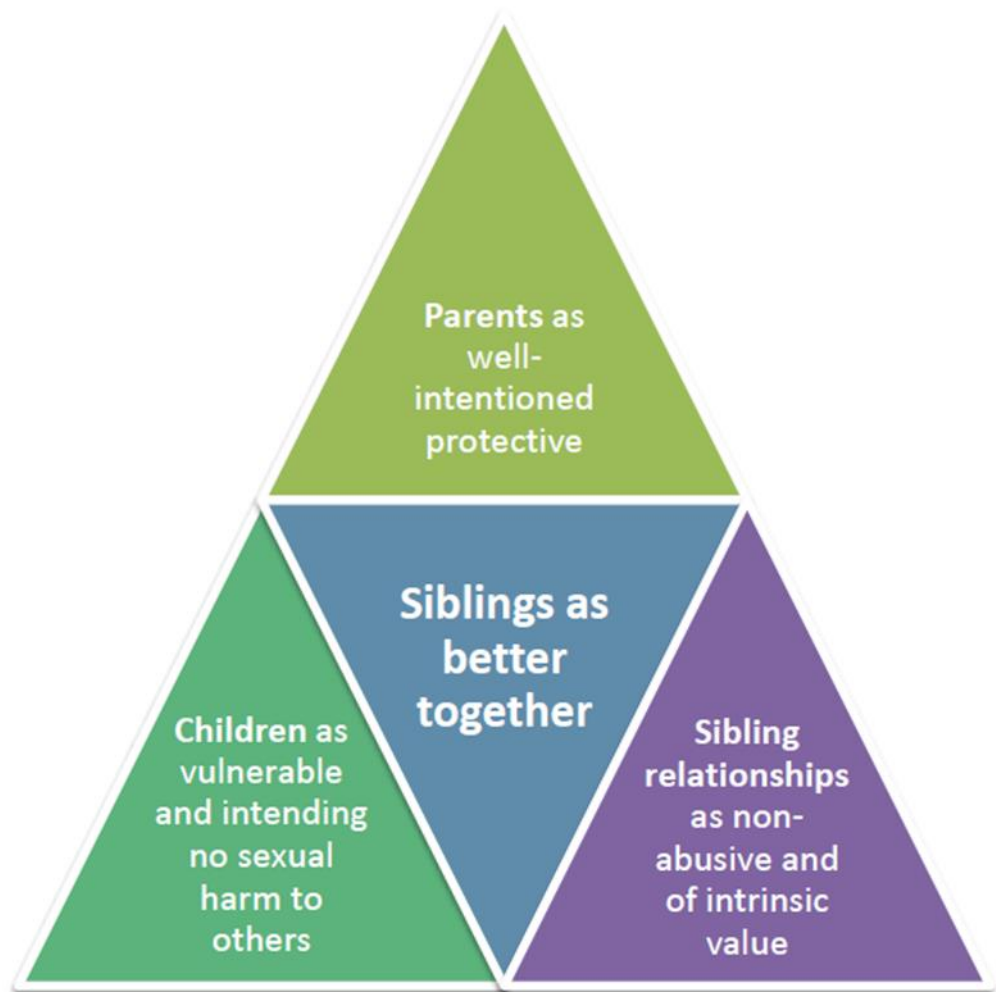 Parents as
well-
intentioned
protective
Siblings as
better
together
Children as
vulnerable
and intending
no sexual
harm to
others
Sibling
relationships
as non-
abusive and
of intrinsic
value